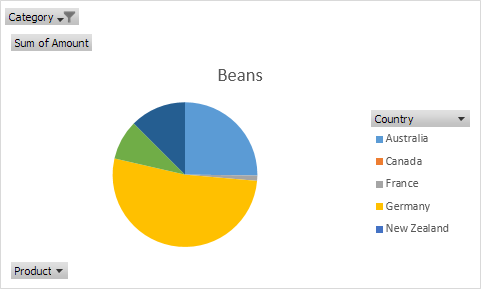 Category
Sum of Amount
Beans
Country
Australia
Canada
France
Germany
New Zealand
Product